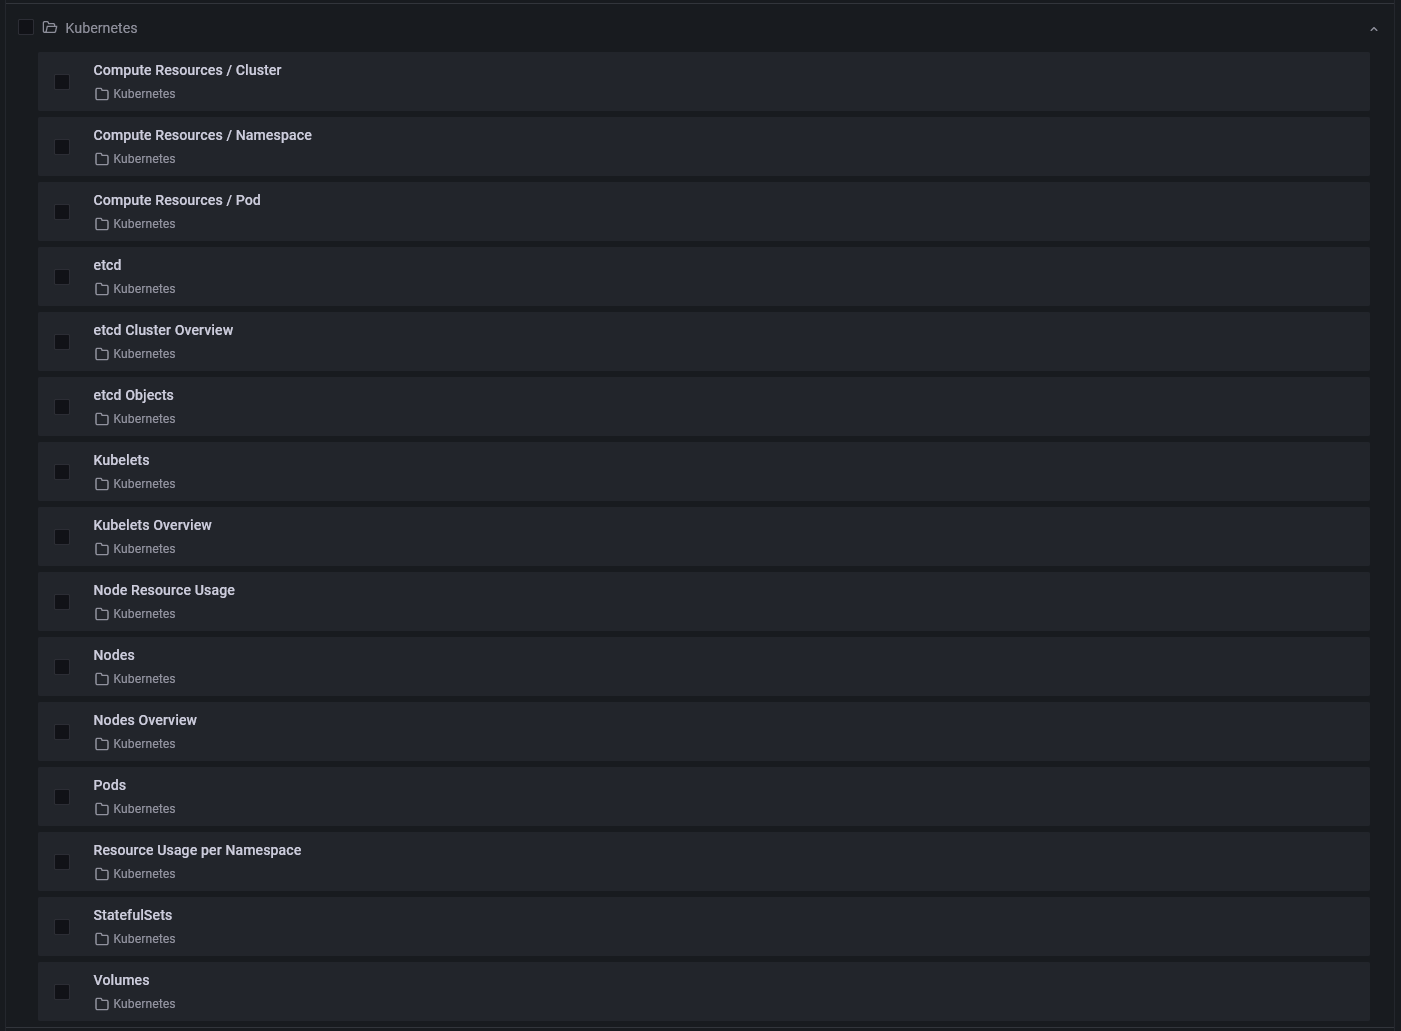 Kubernetes
Compute Resources / Cluster
Kubernetes
Compute Resources / Namespace
Kubernetes
Compute Resources / Pod
Kubernetes
etcd
Kubernetes
etcd Cluster Overview
Kubernetes
etcd Objects
Kubernetes
Kubelets
Kubernetes
Kubelets Overview
Kubernetes
Node Resource Usage
Kubernetes
Nodes
Kubernetes
Nodes Overview
Kubernetes
Pods
Kubernetes
Resource Usage per Namespace
Kubernetes
StatefulSets
Kubernetes
Volumes
Kubernetes